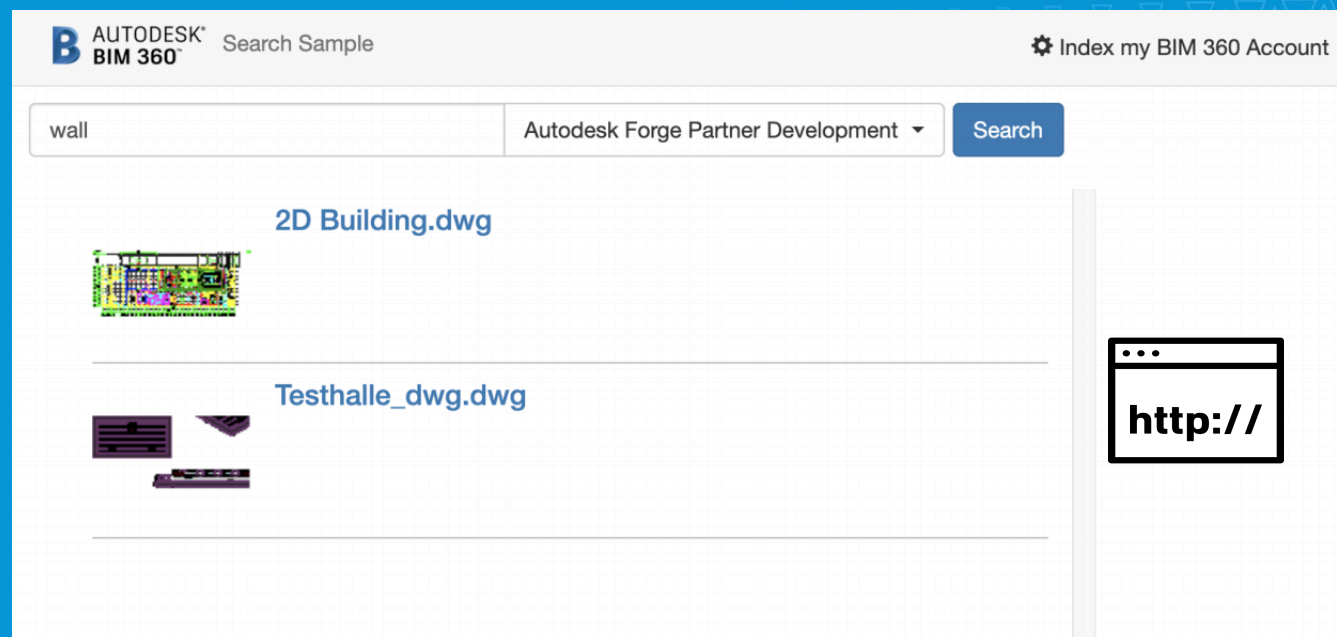 AUTODESK®
BIM 360™
Search Sample
Index my BIM 360 Account
wall
Autodesk Forge Partner Development
Search
2D Building.dwg
Testhalle_dwg.dwg
http://